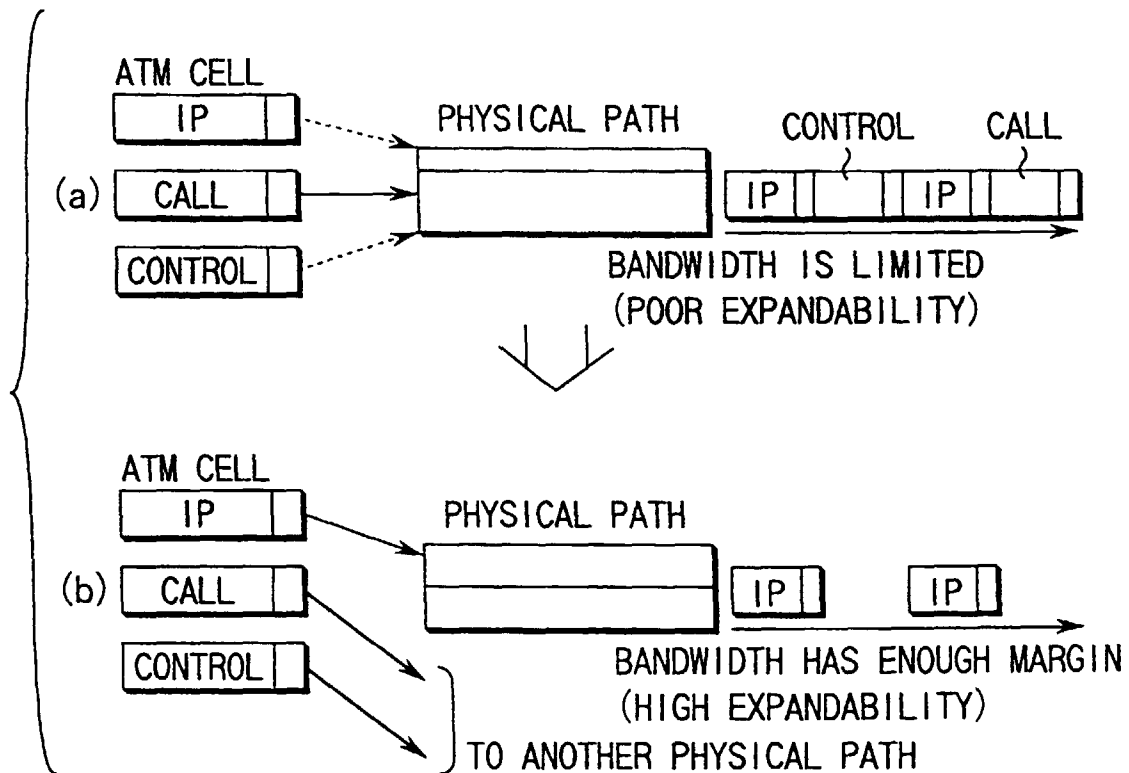 ATM CELL
IP
PHYSICAL PATH
CONTROL
CALL
(a)
CALL
IP
IP
CONTROL
BANDWIDTH IS LIMITED
(POOR EXPANDABILITY)
ATM CELL
IP
PHYSICAL PATH
(b)
CALL
IP
IP
CONTROL
BANDWIDTH HAS ENOUGH MARGIN
(HIGH EXPANDABILITY)
TO ANOTHER PHYSICAL PATH